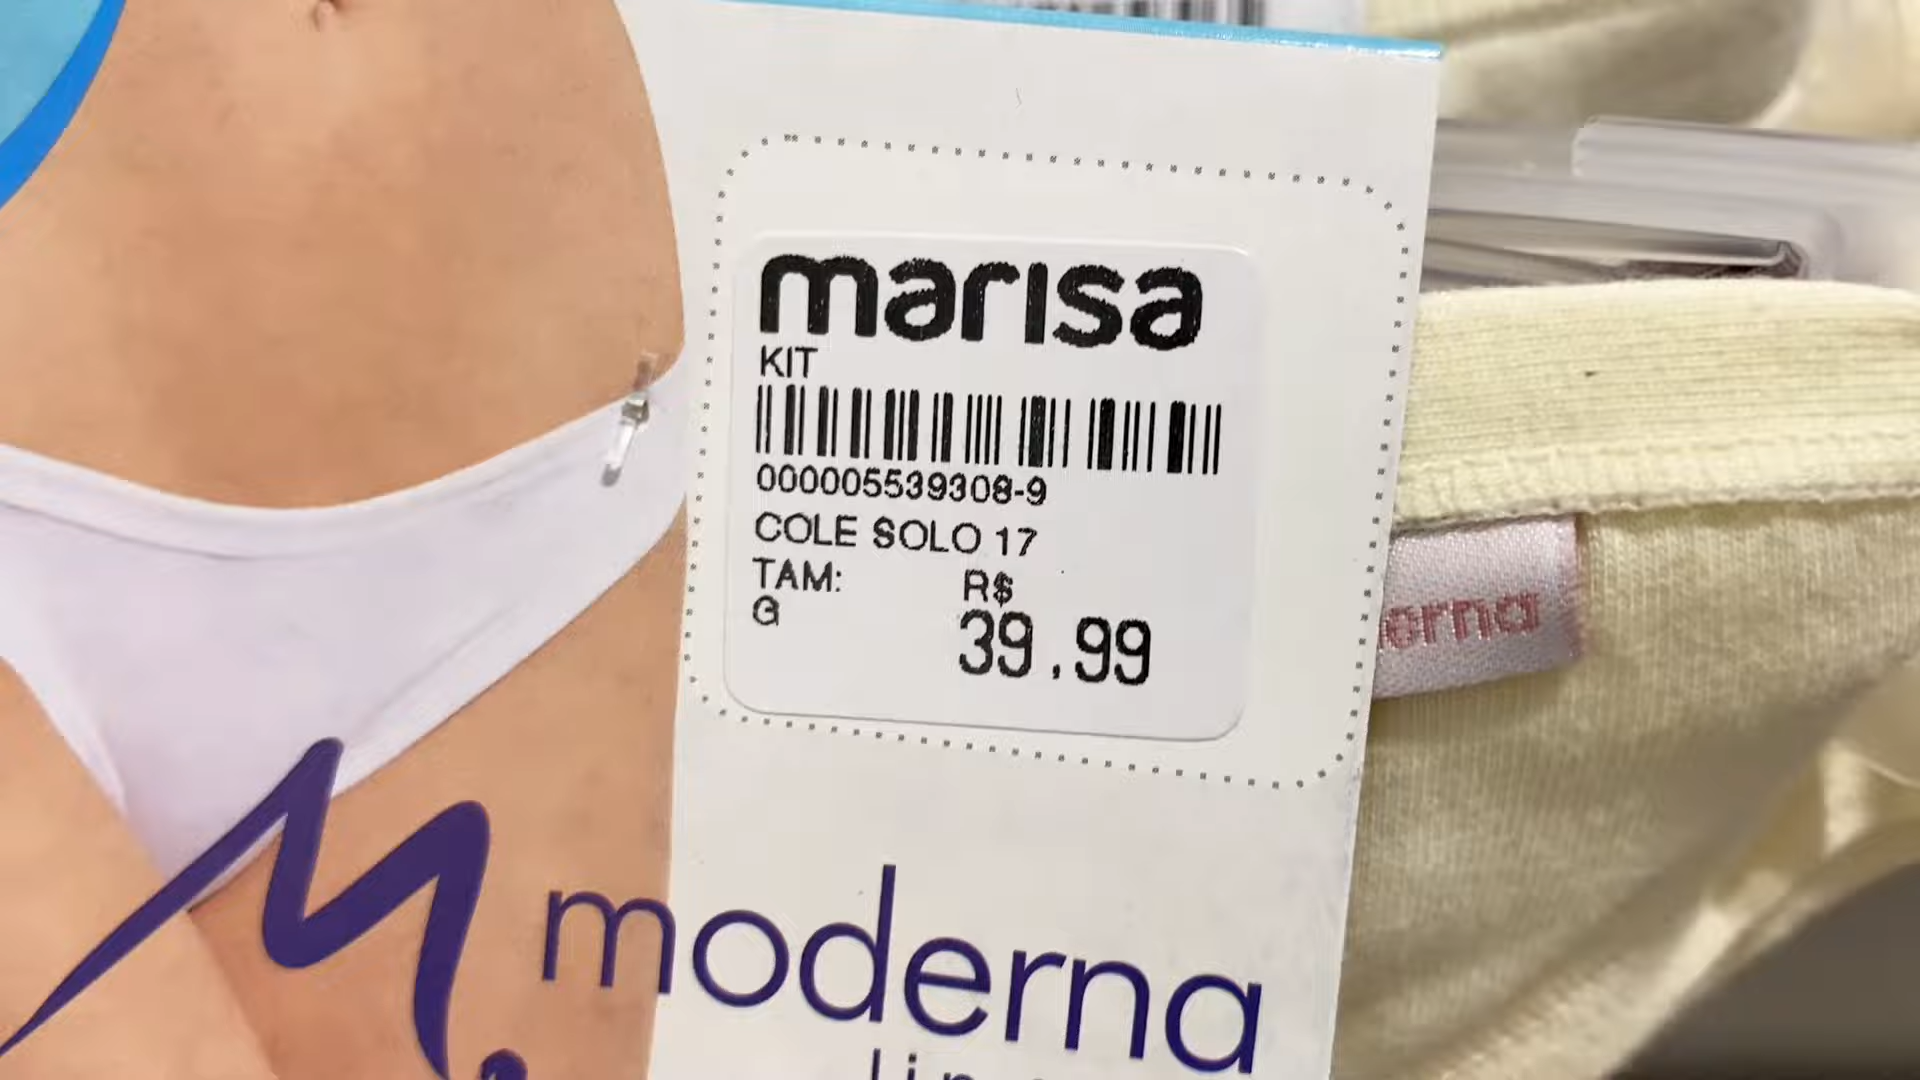 marisa
KIT
000005539308-9
COLE SOLO 17
TAM: R$
G 39.99
erna
moderna